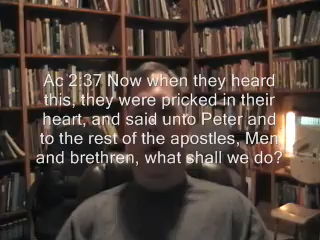 Ac 2:37 Now when they heard
this, they were pricked in their
heart, and said unto Peter and
to the rest of the apostles, Men
and brethren, what shall we do?